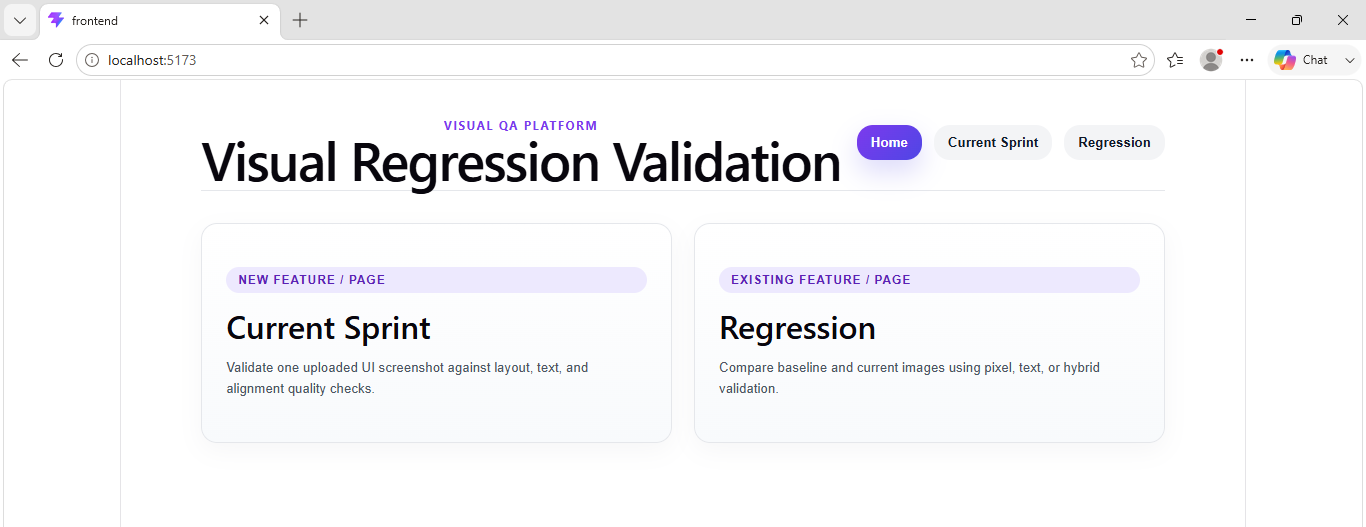 frontend
localhost:5173
Chat
VISUAL QA PLATFORM
Visual Regression Validation
Home
Current Sprint
Regression
NEW FEATURE / PAGE
Current Sprint
Validate one uploaded UI screenshot against layout, text, and
alignment quality checks.
EXISTING FEATURE / PAGE
Regression
Compare baseline and current images using pixel, text, or hybrid
validation.